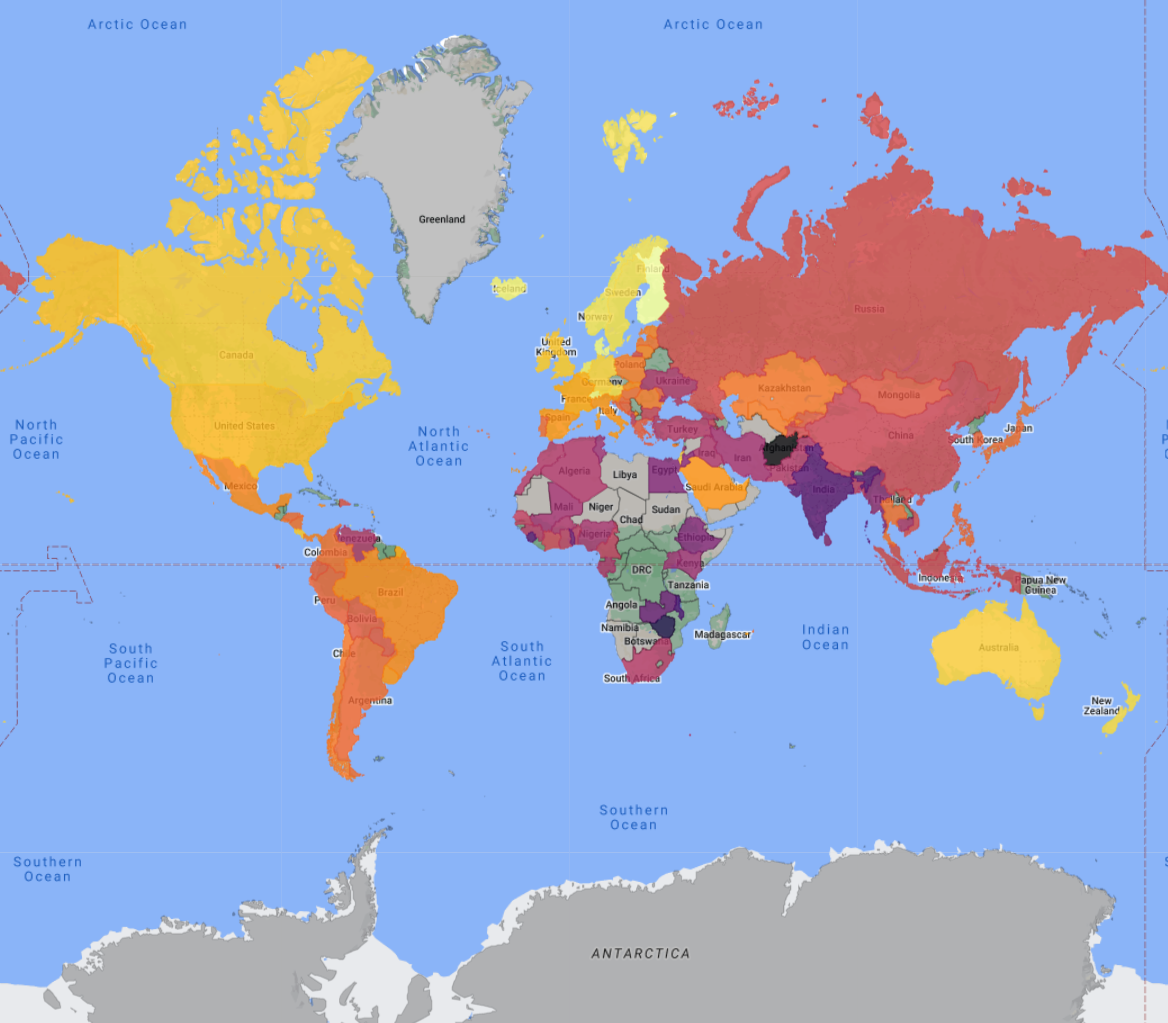 Arctic Ocean
Arctic Ocean
Greenland
Iceland
Finland
Sweden
Norway
Russia
United
Kingdom
Canada
Poland
Germany
Ukraine
Kazakhstan
Mongolia
France
Italy
Spain
United States
North
Pacific
Ocean
North
Atlantic
Ocean
Turkey
China
Japan
South Korea
Iraq
Iran
Afghanistan
Pakistan
Algeria
Libya
Egypt
Saudi Arabia
India
Mexico
Mali
Niger
Chad
Sudan
Thailand
Venezuela
Nigeria
Ethiopia
Colombia
DRC
Kenya
Tanzania
Indonesia
Papua New
Guinea
Peru
Brazil
Angola
Bolivia
Namibia
Botswana
Madagascar
Indian
Ocean
South
Pacific
Ocean
South
Atlantic
Ocean
Chile
South Africa
Australia
Argentina
New
Zealand
Southern
Ocean
Southern
Ocean
ANTARCTICA